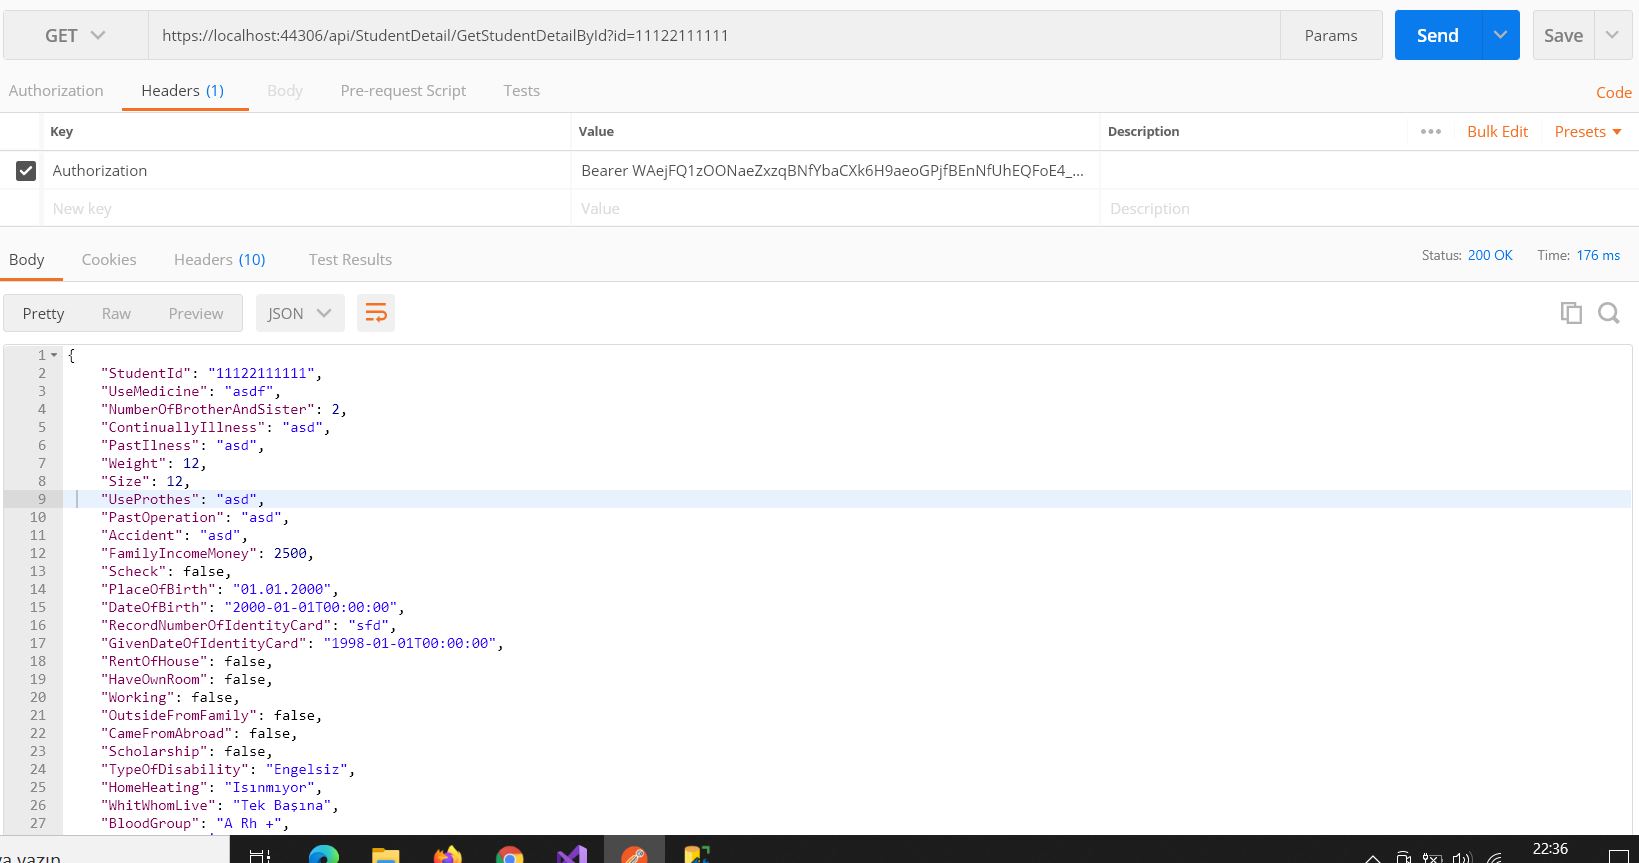 GET https://localhost:44306/api/StudentDetail/GetStudentDetailById?id=11122111111 Params Send Save
Authorization Headers (1) Body Pre-request Script Tests Code
Key Value Description ••• Bulk Edit Presets
Authorization Bearer WAejFQ1zOONaeZxzqBNfYbaCXk6H9aeoGPjfBEnNfUhEQFoE4_...
New key Value Description
Body Cookies Headers (10) Test Results Status: 200 OK Time: 176 ms
Pretty Raw Preview JSON
1 {
2 "StudentId": "11122111111",
3 "UseMedicine": "asdf",
4 "NumberOfBrotherAndSister": 2,
5 "ContinuallyIllness": "asd",
6 "PastIlness": "asd",
7 "Weight": 12,
8 "Size": 12,
9 "UseProthes": "asd",
10 "PastOperation": "asd",
11 "Accident": "asd",
12 "FamilyIncomeMoney": 2500,
13 "Scheck": false,
14 "PlaceOfBirth": "01.01.2000",
15 "DateOfBirth": "2000-01-01T00:00:00",
16 "RecordNumberOfIdentityCard": "sfd",
17 "GivenDateOfIdentityCard": "1998-01-01T00:00:00",
18 "RentOfHouse": false,
19 "HaveOwnRoom": false,
20 "Working": false,
21 "OutsideFromFamily": false,
22 "CameFromAbroad": false,
23 "Scholarship": false,
24 "TypeOfDisability": "Engelsiz",
25 "HomeHeating": "Isınmıyor",
26 "WhitWhomLive": "Tek Başına",
27 "BloodGroup": "A Rh +",
ya yazın 22:36